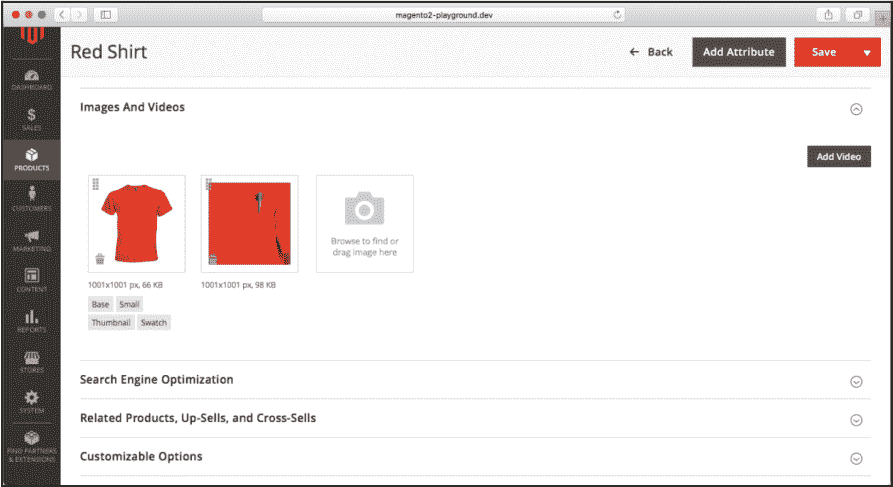 magento2-playground.dev
Red Shirt
← Back
Add Attribute
Save
DASHBOARD
$
SALES
PRODUCTS
CUSTOMERS
MARKETING
CONTENT
REPORTS
STORES
SYSTEM
FIND PARTNERS
& EXTENSIONS
Images And Videos
Add Video
Browse to find or
drag image here
1001x1001 px, 66 KB
1001x1001 px, 98 KB
Base Small
Thumbnail Swatch
Search Engine Optimization
Related Products, Up-Sells, and Cross-Sells
Customizable Options